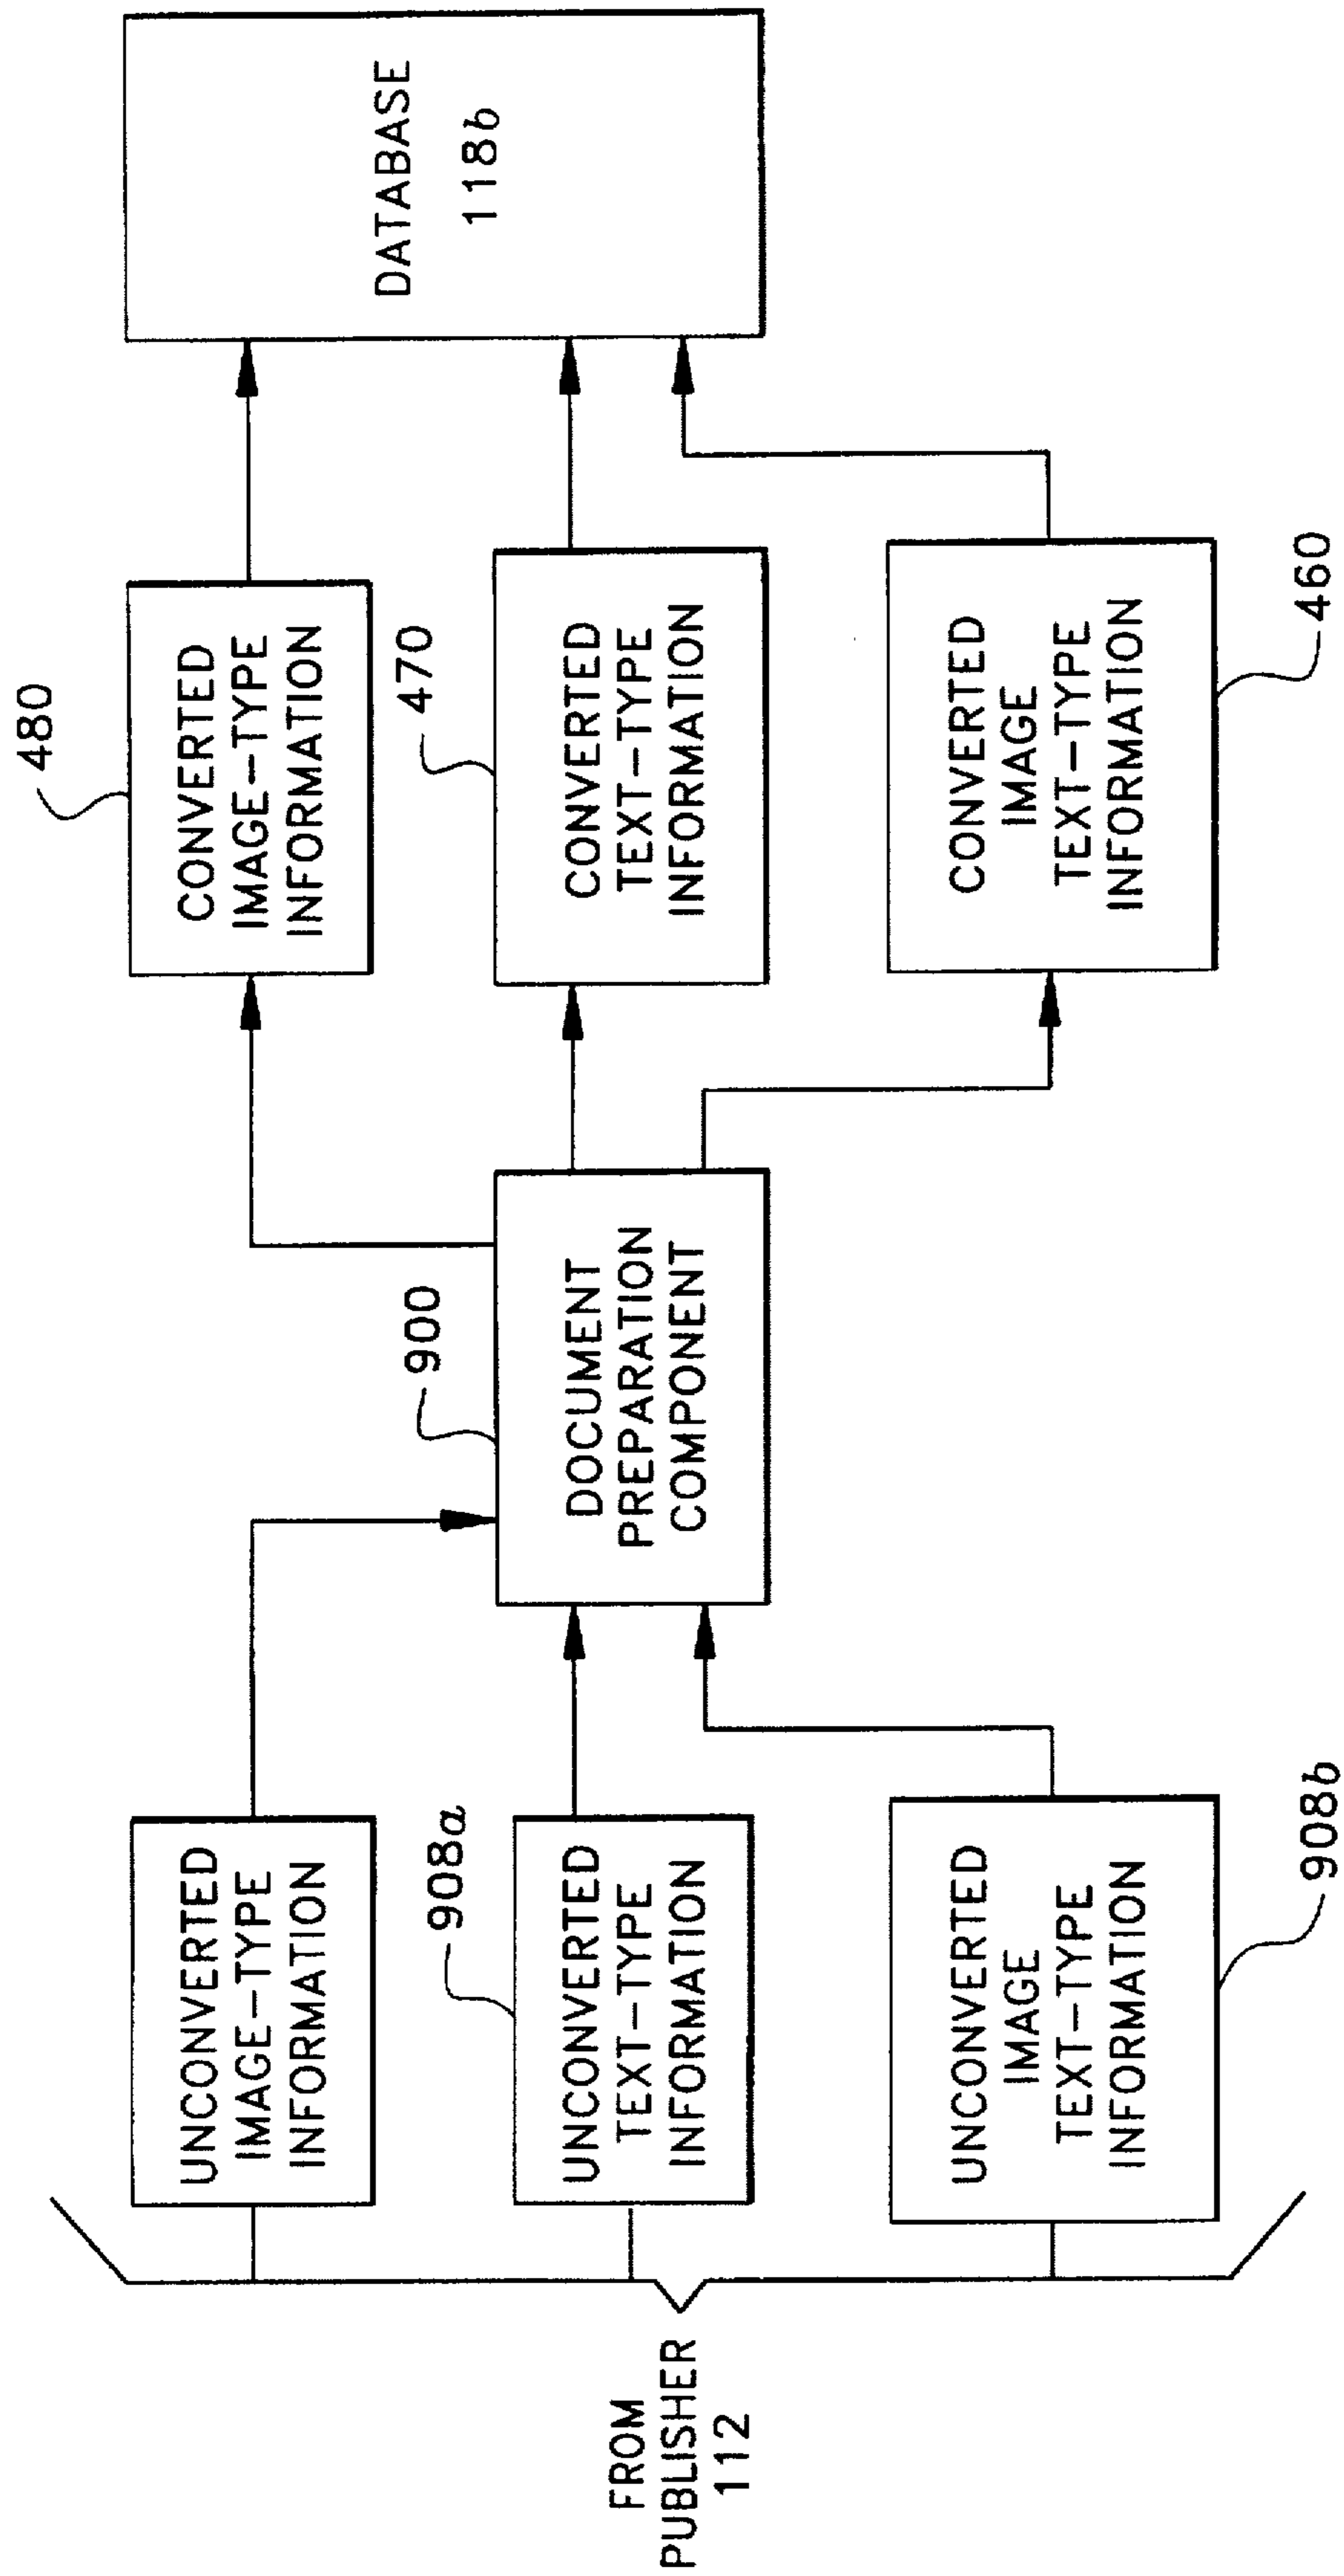 FROM
PUBLISHER
112
UNCONVERTED
IMAGE-TYPE
INFORMATION
908a
UNCONVERTED
TEXT-TYPE
INFORMATION
UNCONVERTED
IMAGE
TEXT-TYPE
INFORMATION
908b
900
DOCUMENT
PREPARATION
COMPONENT
480
CONVERTED
IMAGE-TYPE
INFORMATION
470
CONVERTED
TEXT-TYPE
INFORMATION
CONVERTED
IMAGE
TEXT-TYPE
INFORMATION
460
DATABASE
118b